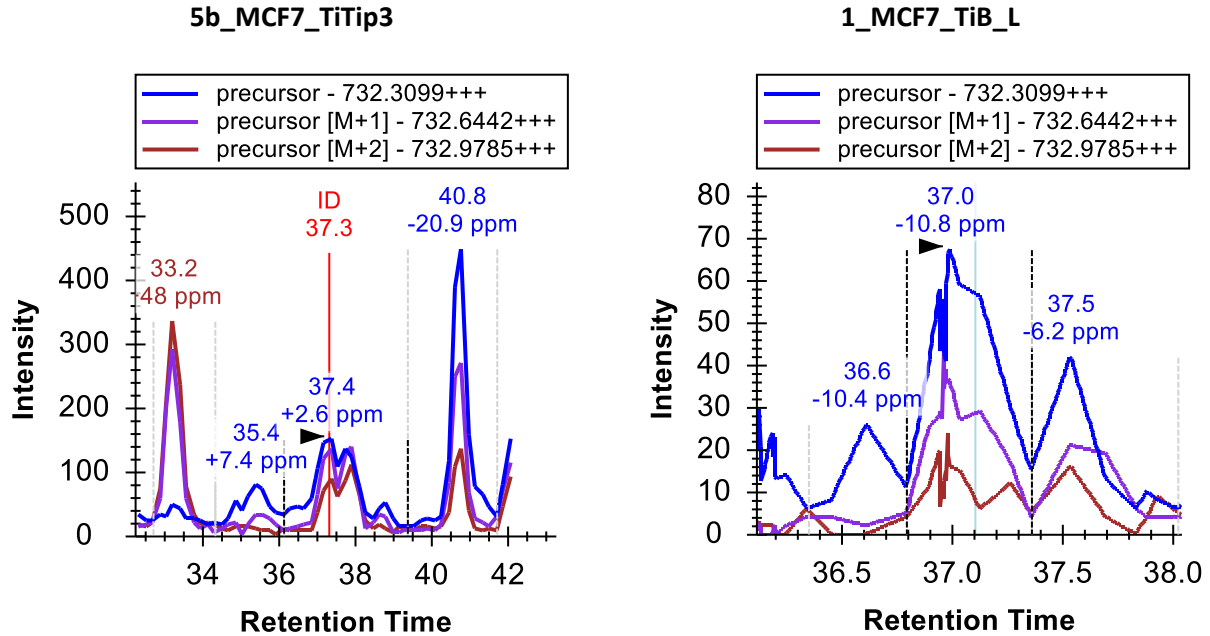 5b_MCF7_TiTip3
precursor - 732.3099+++
precursor [M+1] - 732.6442+++
precursor [M+2] - 732.9785+++
Intensity
500
400
300
200
100
0
33.2
-48 ppm
35.4
+7.4 ppm
ID
37.3
37.4
+2.6 ppm
40.8
-20.9 ppm
34 36 38 40 42
Retention Time
1_MCF7_TiB_L
precursor - 732.3099+++
precursor [M+1] - 732.6442+++
precursor [M+2] - 732.9785+++
Intensity
80
70
60
50
40
30
20
10
0
36.6
-10.4 ppm
37.0
-10.8 ppm
37.5
-6.2 ppm
36.5 37.0 37.5 38.0
Retention Time